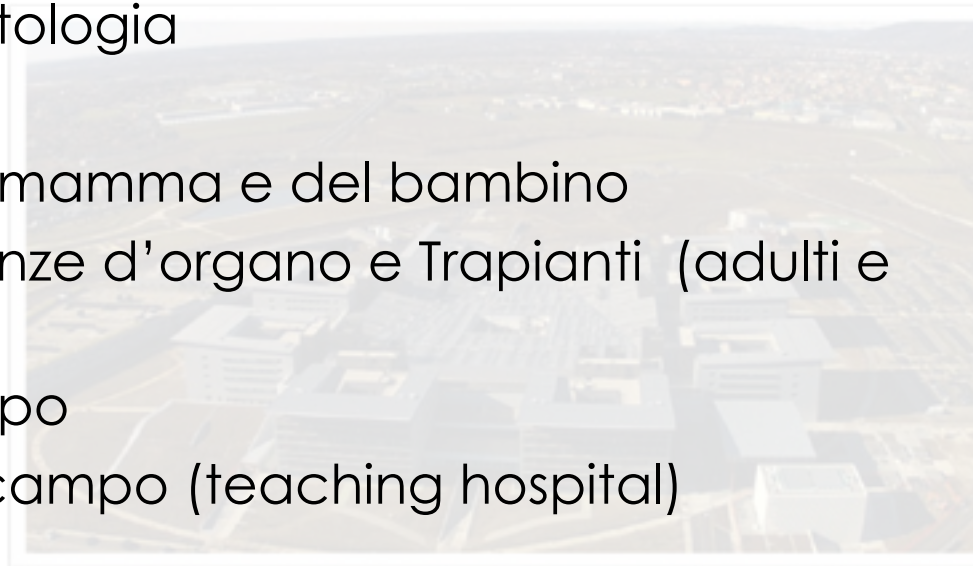 tologia
mamma e del bambino
nze d’organo e Trapianti (adulti e
po
campo (teaching hospital)